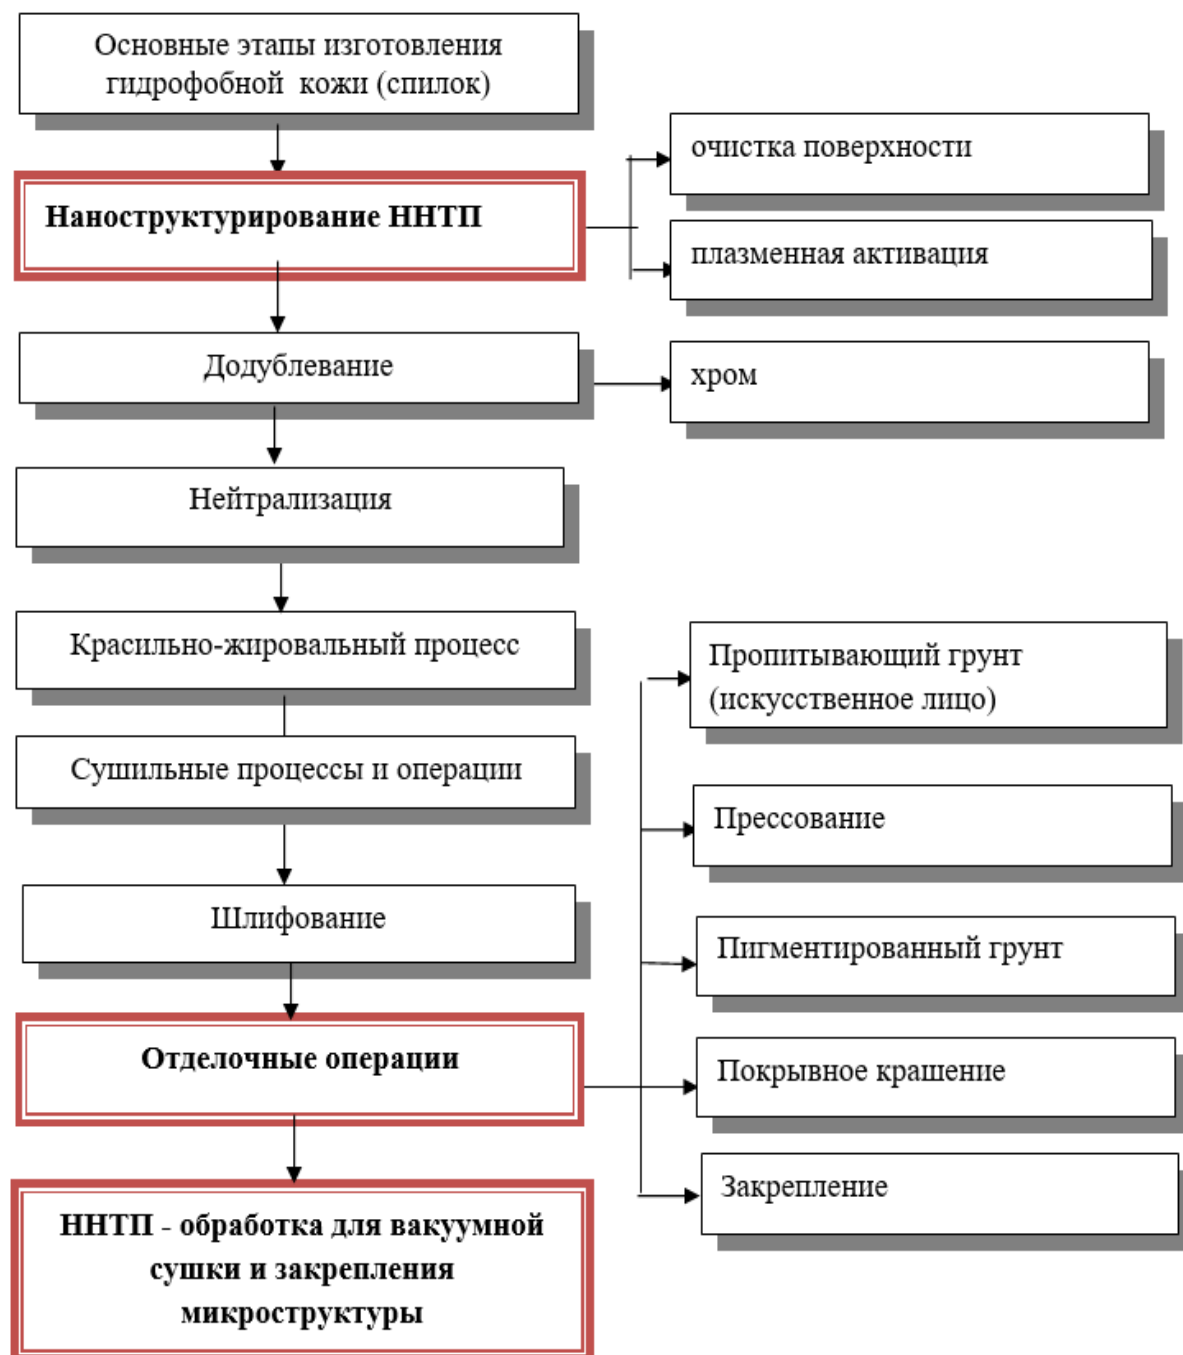 Основные этапы изготовления
гидрофобной кожи (спилок)
Наноструктурирование ННТП
очистка поверхности
плазменная активация
Додублевание
хром
Нейтрализация
Красильно-жировальный процесс
Сушильные процессы и операции
Шлифование
Отделочные операции
Пропитывающий грунт
(искусственное лицо)
Прессование
Пигментированный грунт
Покрывное крашение
Закрепление
ННТП - обработка для вакуумной
сушки и закрепления
микроструктуры